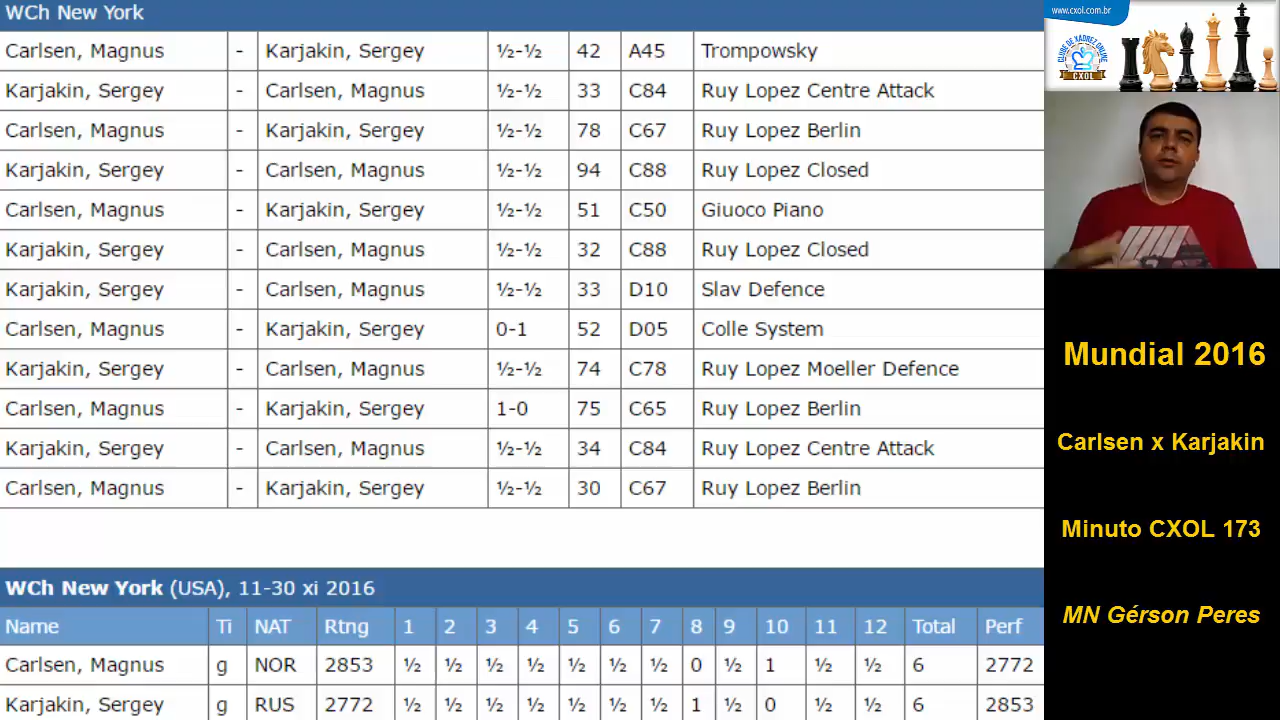 WCh New York
Carlsen, Magnus - Karjakin, Sergey ½-½ 42 A45 Trompowsky
Karjakin, Sergey - Carlsen, Magnus ½-½ 33 C84 Ruy Lopez Centre Attack
Carlsen, Magnus - Karjakin, Sergey ½-½ 78 C67 Ruy Lopez Berlin
Karjakin, Sergey - Carlsen, Magnus ½-½ 94 C88 Ruy Lopez Closed
Carlsen, Magnus - Karjakin, Sergey ½-½ 51 C50 Giuoco Piano
Karjakin, Sergey - Carlsen, Magnus ½-½ 32 C88 Ruy Lopez Closed
Karjakin, Sergey - Carlsen, Magnus ½-½ 33 D10 Slav Defence
Carlsen, Magnus - Karjakin, Sergey 0-1 52 D05 Colle System
Karjakin, Sergey - Carlsen, Magnus ½-½ 74 C78 Ruy Lopez Moeller Defence
Carlsen, Magnus - Karjakin, Sergey 1-0 75 C65 Ruy Lopez Berlin
Karjakin, Sergey - Carlsen, Magnus ½-½ 34 C84 Ruy Lopez Centre Attack
Carlsen, Magnus - Karjakin, Sergey ½-½ 30 C67 Ruy Lopez Berlin
WCh New York (USA), 11-30 xi 2016
Name Ti NAT Rtng 1 2 3 4 5 6 7 8 9 10 11 12 Total Perf
Carlsen, Magnus g NOR 2853 ½ ½ ½ ½ ½ ½ ½ 0 ½ 1 ½ ½ 6 2772
Karjakin, Sergey g RUS 2772 ½ ½ ½ ½ ½ ½ ½ 1 ½ 0 ½ ½ 6 2853
www.cxol.com.br
CLUBE DE XADREZ ONLINE
CXOL
Mundial 2016
Carlsen x Karjakin
Minuto CXOL 173
MN Gérson Peres